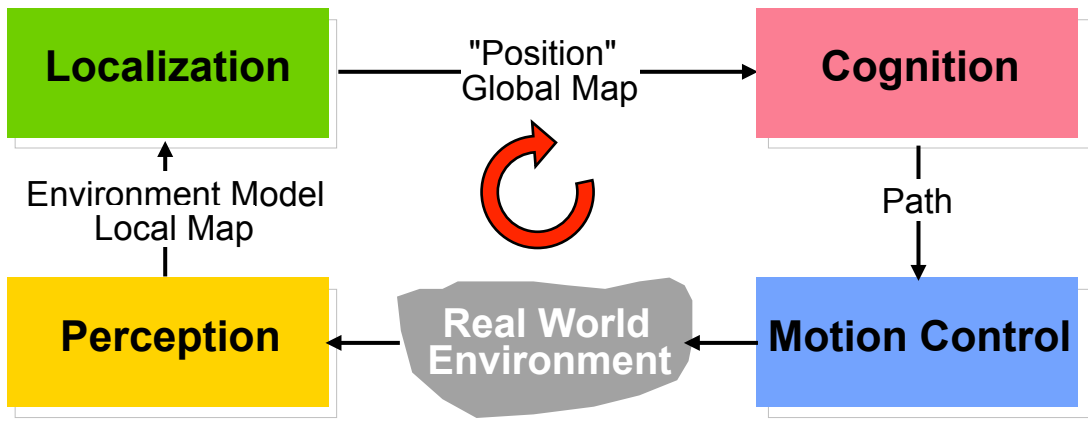 Localization
"Position"
Global Map
Cognition
Environment Model
Local Map
Path
Perception
Real World
Environment
Motion Control